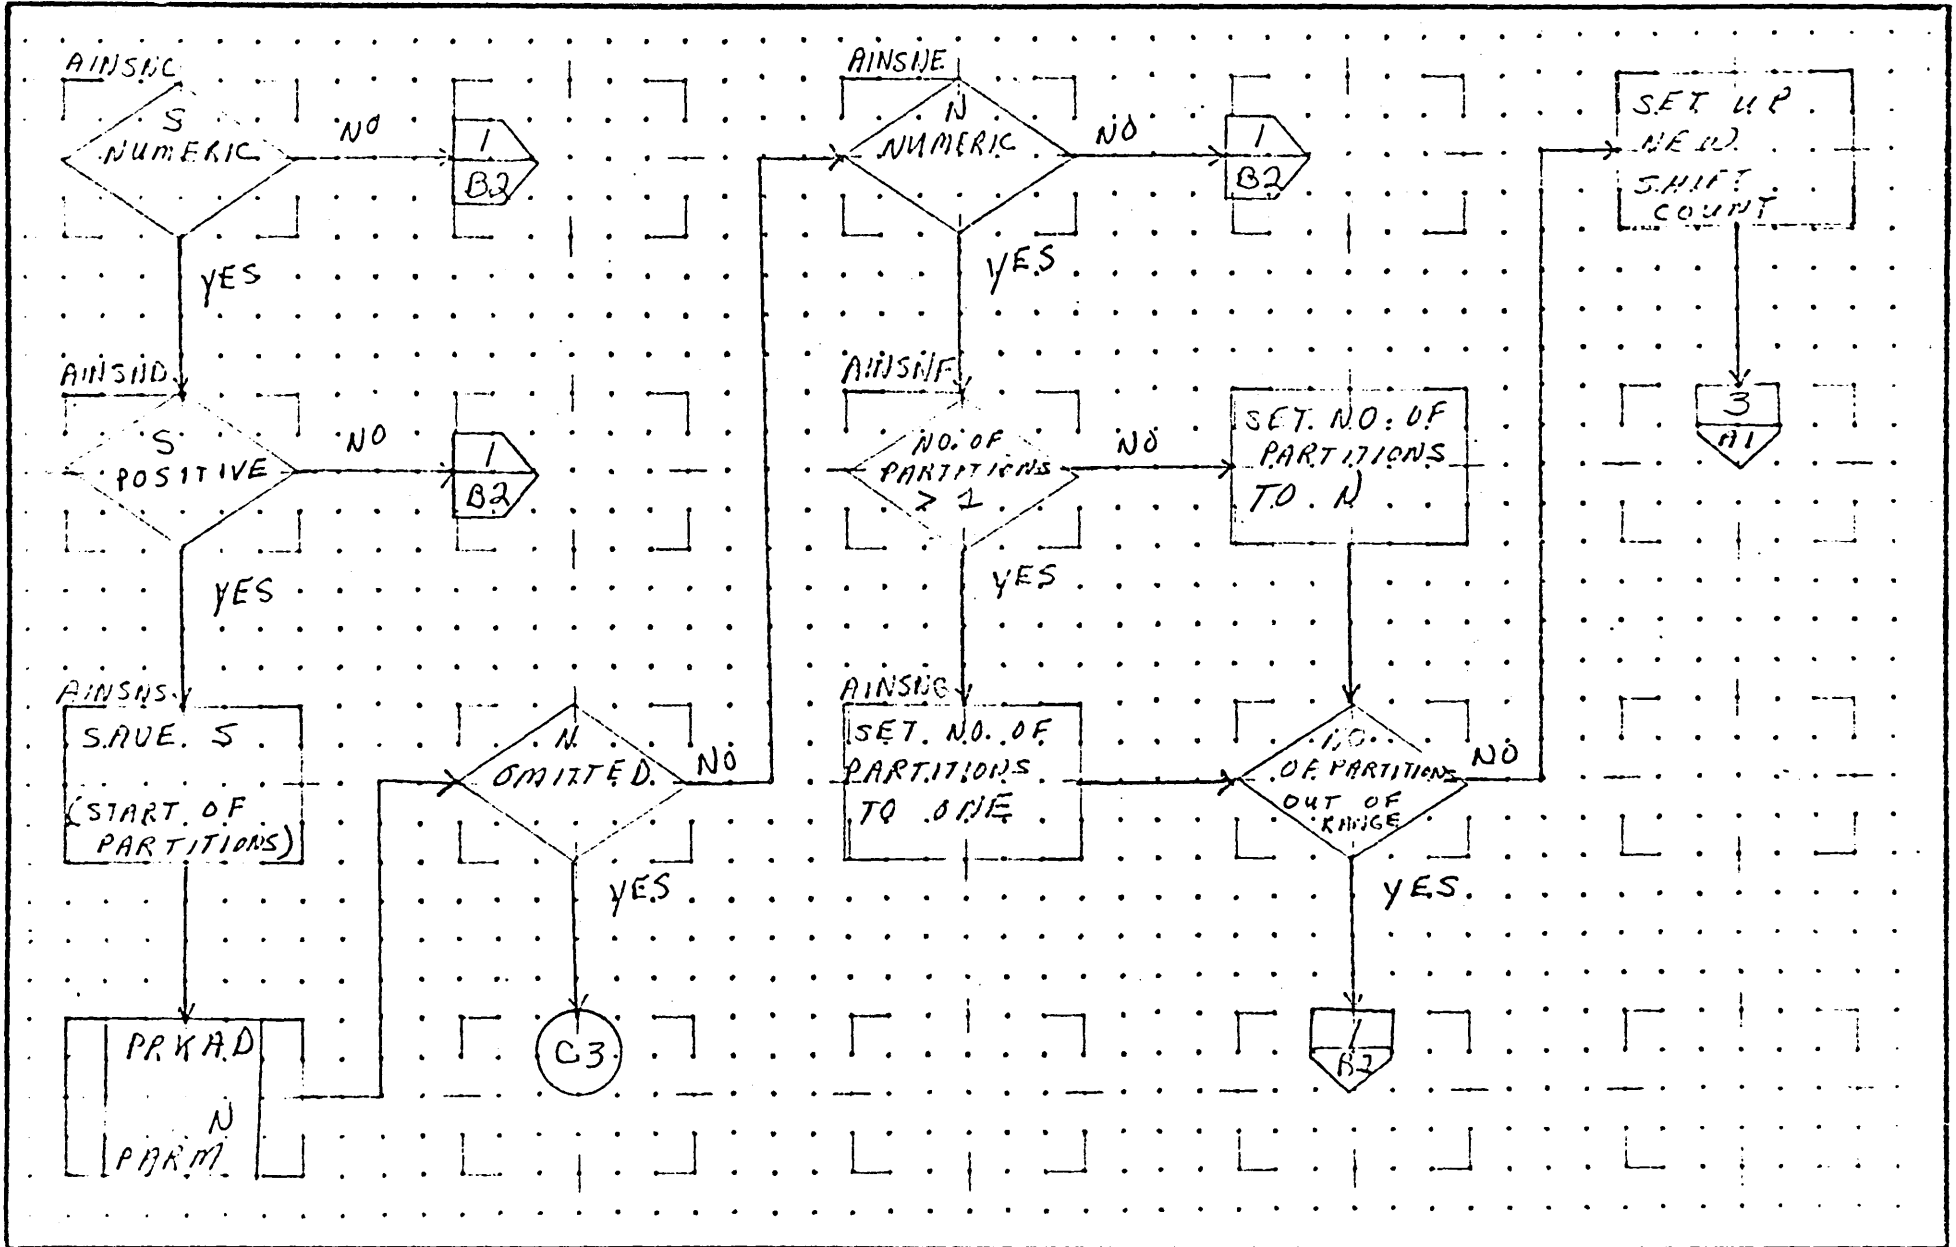 AINSNC
S
NUMERIC
NO
1
B2
YES
AINSND
S
POSITIVE
NO
1
B2
YES
AINSNS
SAVE S
(START OF
PARTITIONS)
PRKAD
N
PARM
N
OMITTED
NO
YES
C3
AINSNE
N
NUMERIC
NO
1
B2
YES
AINSNF
NO. OF
PARTITIONS
> 1
NO
YES
AINSNG
SET NO. OF
PARTITIONS
TO ONE
SET NO. OF
PARTITIONS
TO N
NO.
OF PARTITIONS
OUT OF
RANGE
NO
YES
1
B2
SET UP
NEW
SHIFT
COUNT
3
A1